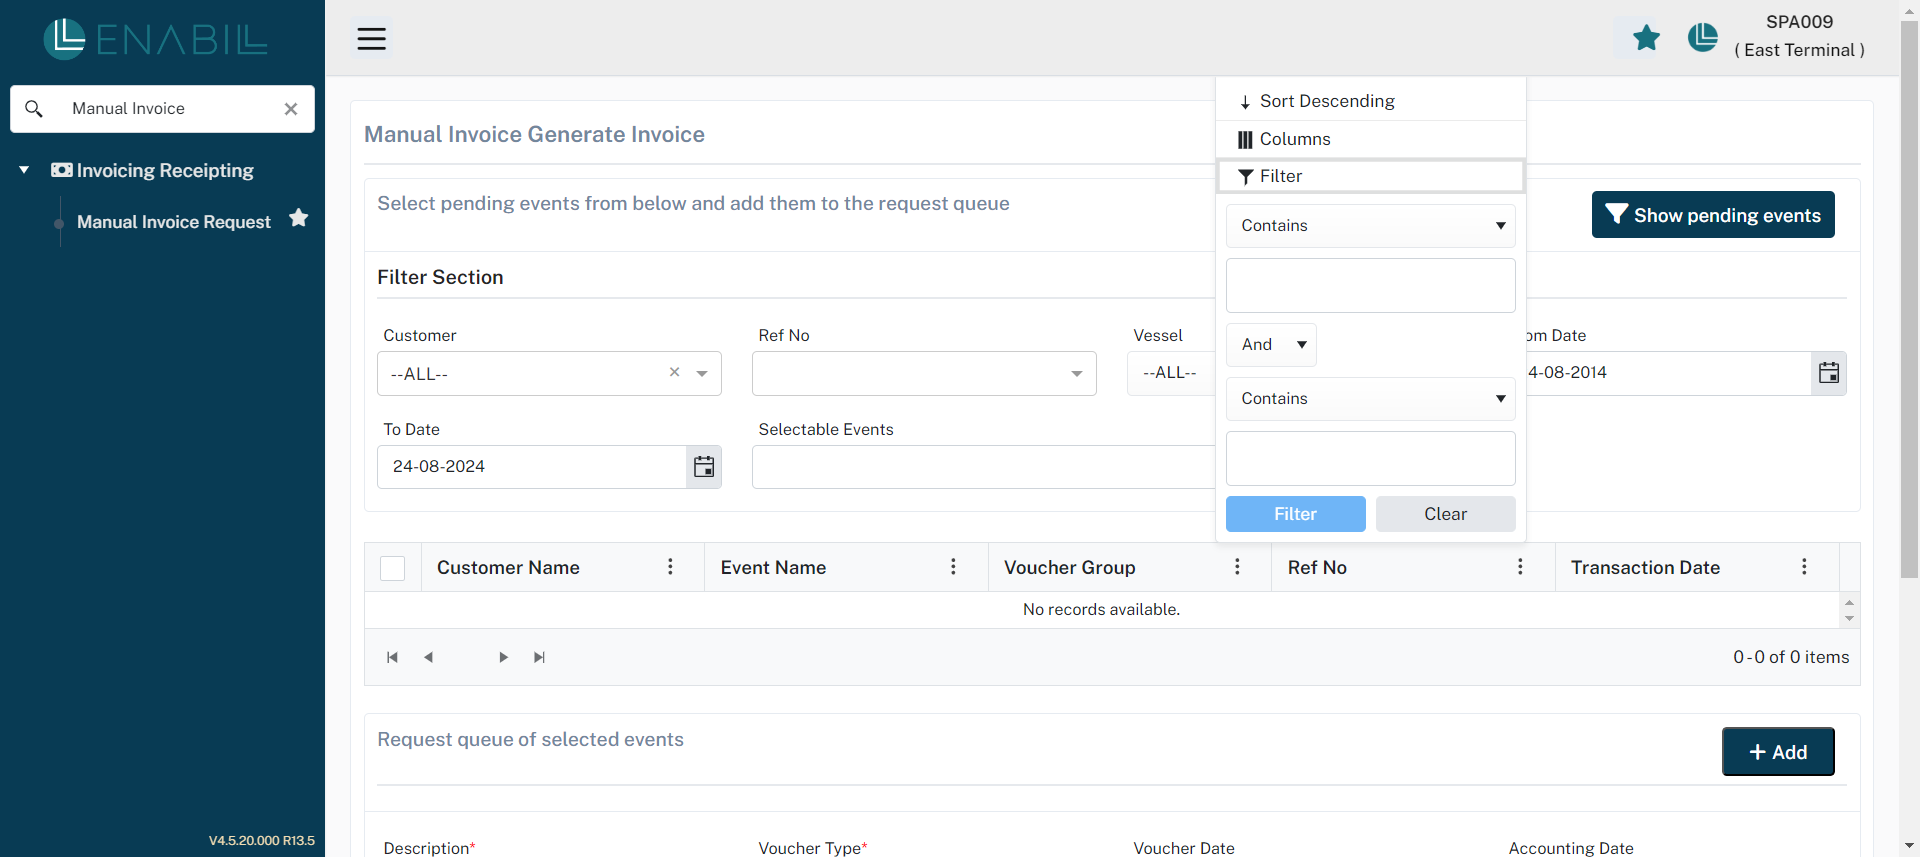 ENABILL
SPA009
( East Terminal )
Manual Invoice
Invoicing Receipting
Manual Invoice Request
V4.5.20.000 R13.5
Manual Invoice Generate Invoice
Select pending events from below and add them to the request queue
Show pending events
Filter Section
Customer
Ref No
Vessel
om Date
--ALL--
--ALL--
4-08-2014
To Date
Selectable Events
24-08-2024
Sort Descending
Columns
Filter
Contains
And
Contains
Filter
Clear
Customer Name
Event Name
Voucher Group
Ref No
Transaction Date
No records available.
0 - 0 of 0 items
Request queue of selected events
+ Add
Description*
Voucher Type*
Voucher Date
Accounting Date